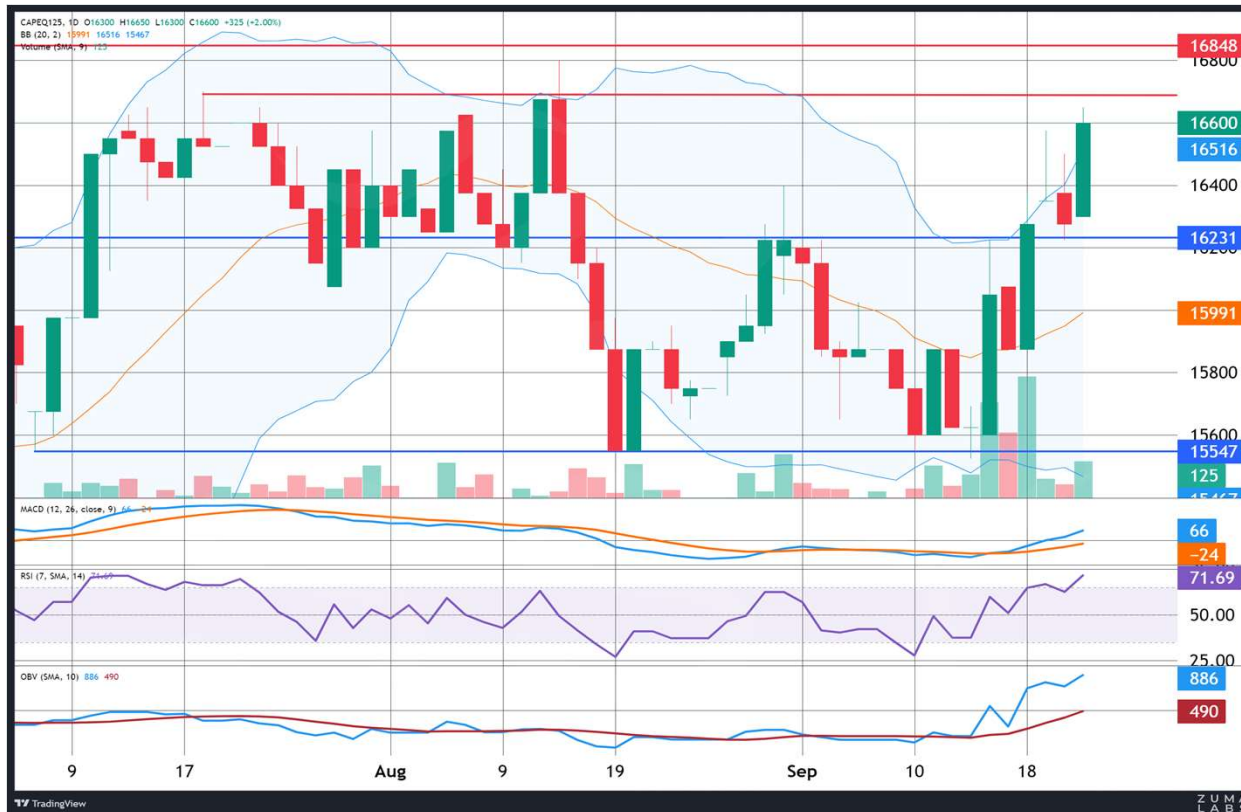 CAPEQ125, 1D O16300 H16650 L16300 C16600 +325 (+2.00%)
BB (20, 2) 15991 16516 15467
Volume (SMA, 9) 125
16848
16800
16600
16516
16400
16231
16200
15991
15800
15600
15547
125
15467
MACD (12, 26, close, 9) 66 −24
66
−24
RSI (7, SMA, 14) 71.69
71.69
50.00
25.00
OBV (SMA, 10) 886 490
886
490
9 17 Aug 9 19 Sep 10 18
TradingView
ZUMA
LABS